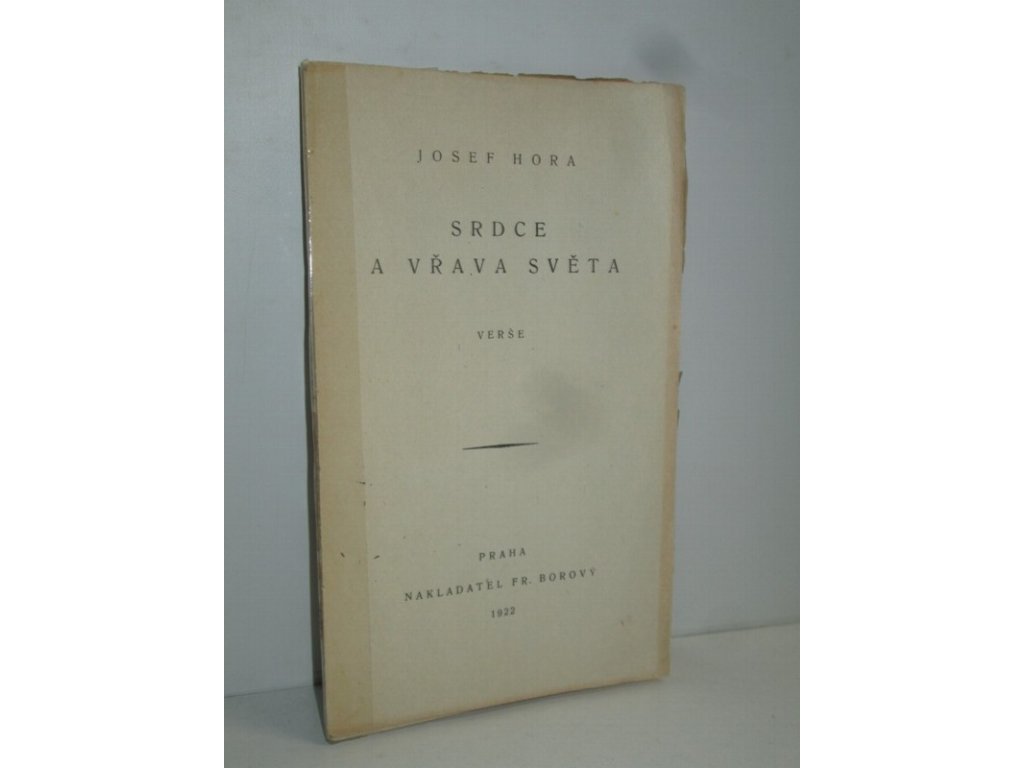 JOSEF HORA
SRDCE
A VŘAVA SVĚTA
VERŠE
PRAHA
NAKLADATEL FR. BOROVÝ
1922